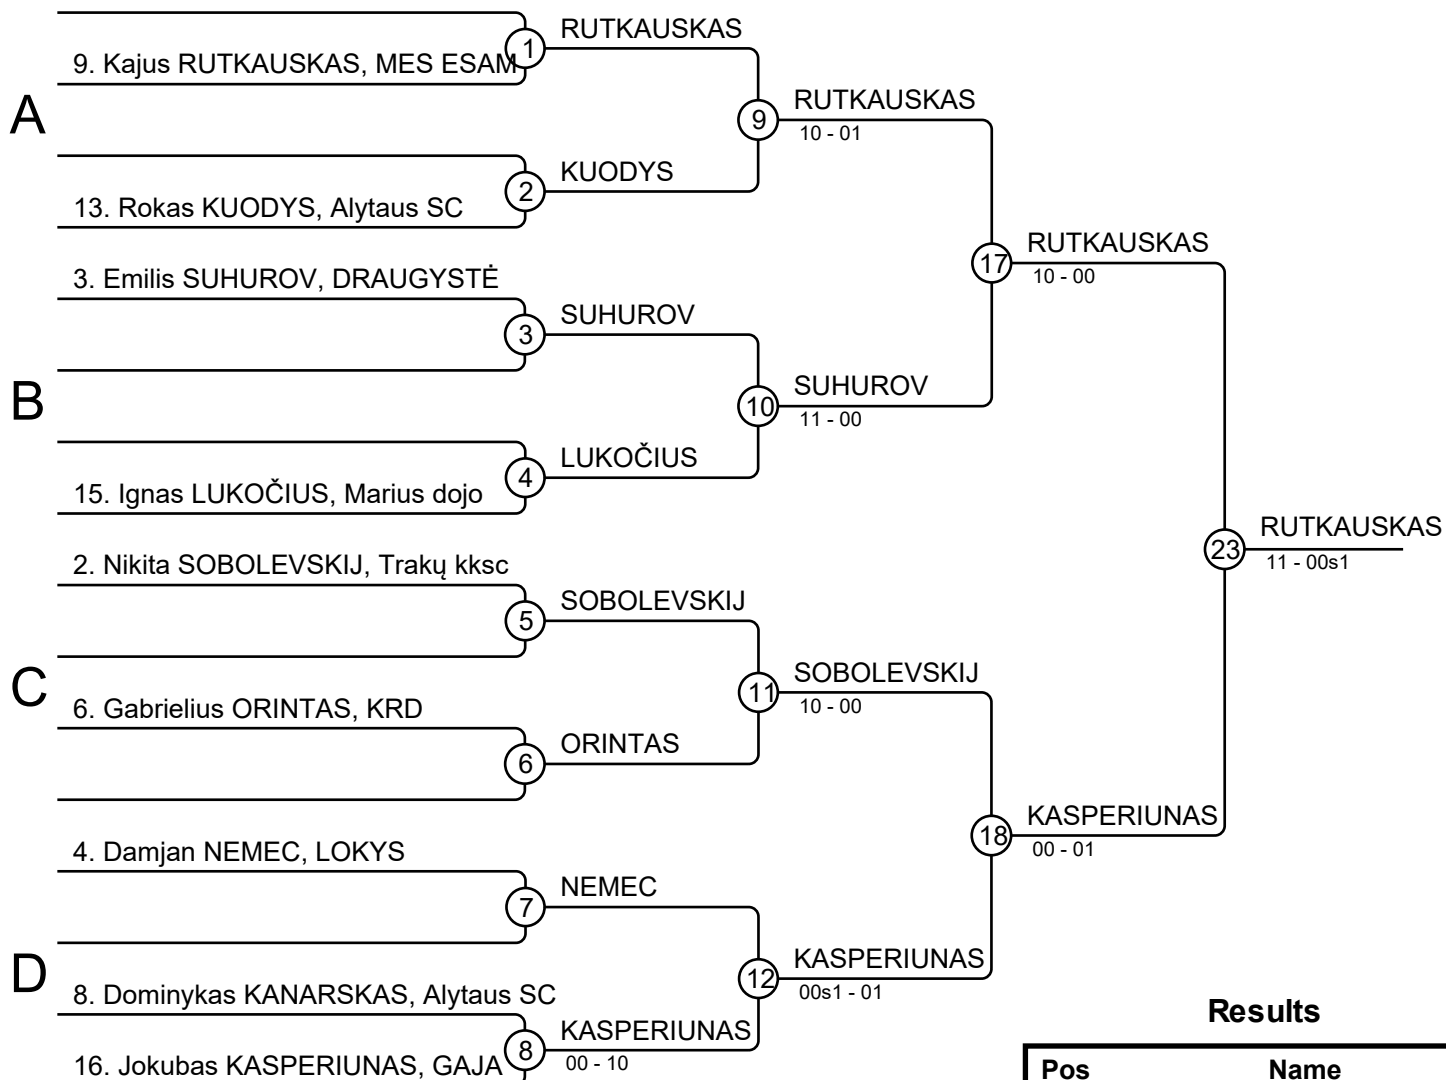 RUTKAUSKAS
9. Kajus RUTKAUSKAS, MES ESAM
1
A
RUTKAUSKAS
9
10 - 01
KUODYS
2
13. Rokas KUODYS, Alytaus SC
RUTKAUSKAS
17
10 - 00
3. Emilis SUHUROV, DRAUGYSTĖ
SUHUROV
3
B
SUHUROV
10
11 - 00
LUKOČIUS
4
15. Ignas LUKOČIUS, Marius dojo
RUTKAUSKAS
23
11 - 00s1
2. Nikita SOBOLEVSKIJ, Trakų kksc
SOBOLEVSKIJ
5
C
SOBOLEVSKIJ
11
10 - 00
6. Gabrielius ORINTAS, KRD
ORINTAS
6
KASPERIUNAS
18
00 - 01
4. Damjan NEMEC, LOKYS
NEMEC
7
D
KASPERIUNAS
12
00s1 - 01
8. Dominykas KANARSKAS, Alytaus SC
KASPERIUNAS
8
00 - 10
16. Jokubas KASPERIUNAS, GAJA
Results
Pos Name